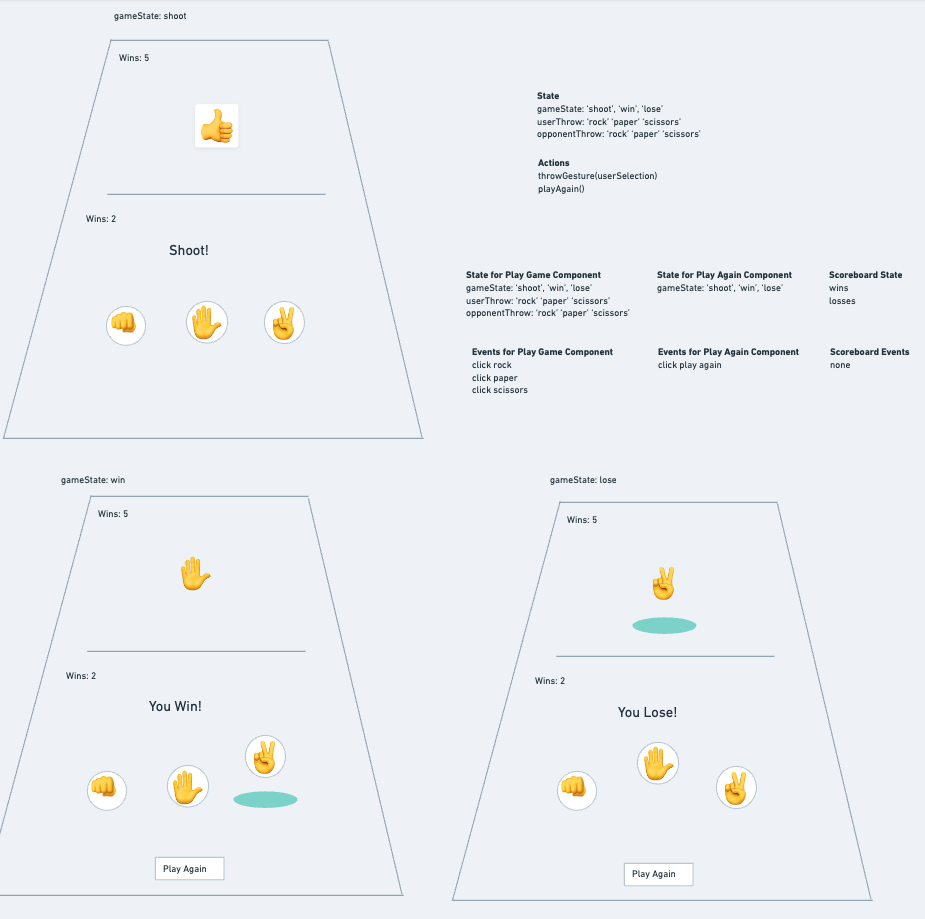 gameState: shoot
Wins: 5
Wins: 2
Shoot!
State
gameState: ‘shoot’, ‘win’, ‘lose’
userThrow: ‘rock’ ‘paper’ ‘scissors’
opponentThrow: ‘rock’ ‘paper’ ‘scissors’
Actions
throwGesture(userSelection)
playAgain()
State for Play Game Component
gameState: ‘shoot’, ‘win’, ‘lose’
userThrow: ‘rock’ ‘paper’ ‘scissors’
opponentThrow: ‘rock’ ‘paper’ ‘scissors’
State for Play Again Component
gameState: ‘shoot’, ‘win’, ‘lose’
Scoreboard State
wins
losses
Events for Play Game Component
click rock
click paper
click scissors
Events for Play Again Component
click play again
Scoreboard Events
none
gameState: win
Wins: 5
Wins: 2
You Win!
Play Again
gameState: lose
Wins: 5
Wins: 2
You Lose!
Play Again